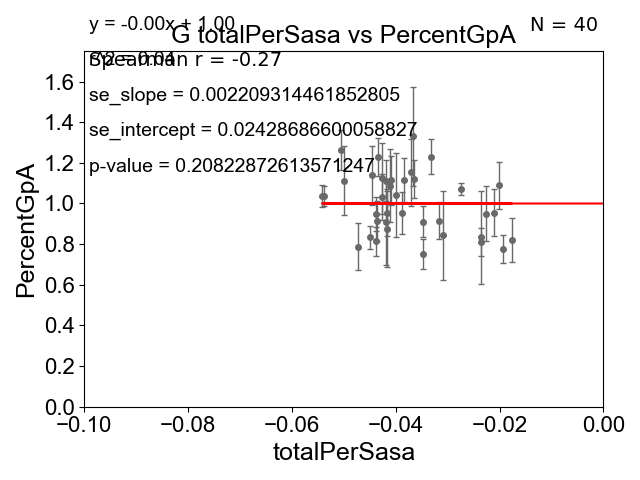 y = -0.00x + 1.00
N = 40
G totalPerSasa vs PercentGpA
Spearman r = -0.27
se_slope = 0.002209314461852805
se_intercept = 0.02428686600058827
p-value = 0.20822872613571247
PercentGpA
1.6
1.4
1.2
1.0
0.8
0.6
0.4
0.2
0.0
−0.10
−0.08
−0.06
−0.04
−0.02
0.00
totalPerSasa